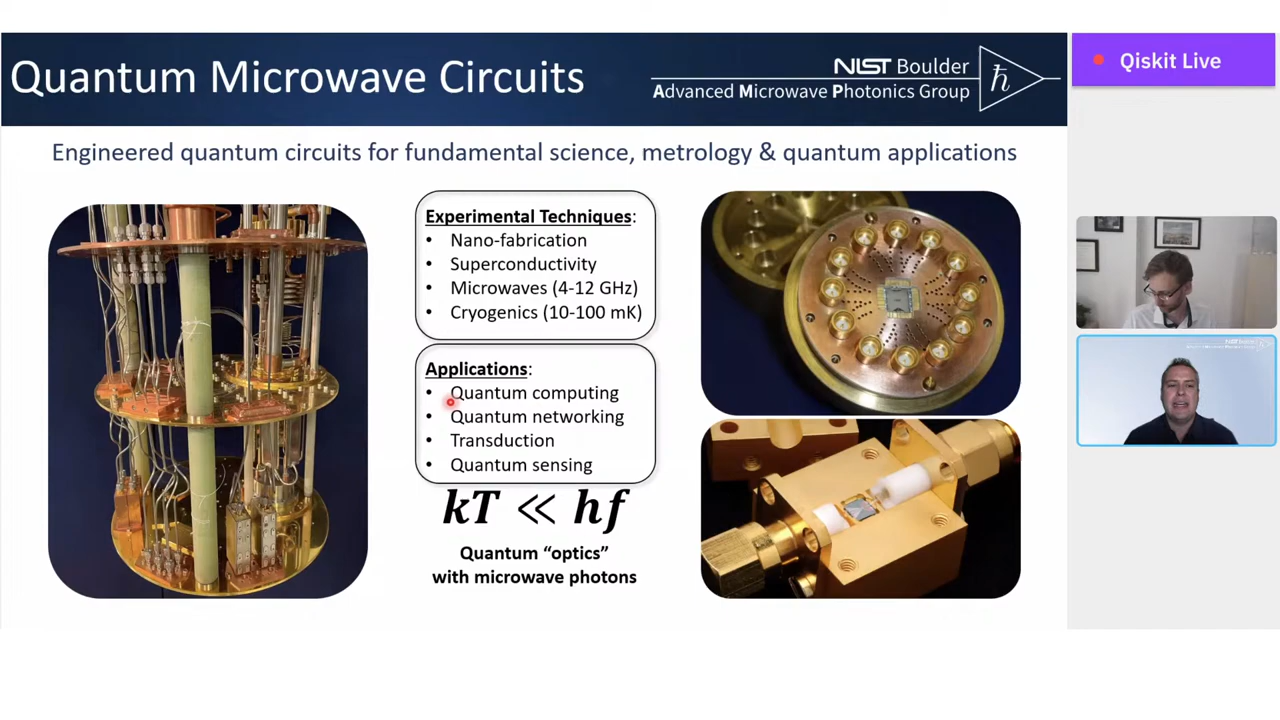 Quantum Microwave Circuits
NIST Boulder
Advanced Microwave Photonics Group
ħ
Qiskit Live
Engineered quantum circuits for fundamental science, metrology & quantum applications
Experimental Techniques:
• Nano-fabrication
• Superconductivity
• Microwaves (4-12 GHz)
• Cryogenics (10-100 mK)
Applications:
• Quantum computing
• Quantum networking
• Transduction
• Quantum sensing
kT ≪ hf
Quantum "optics"
with microwave photons